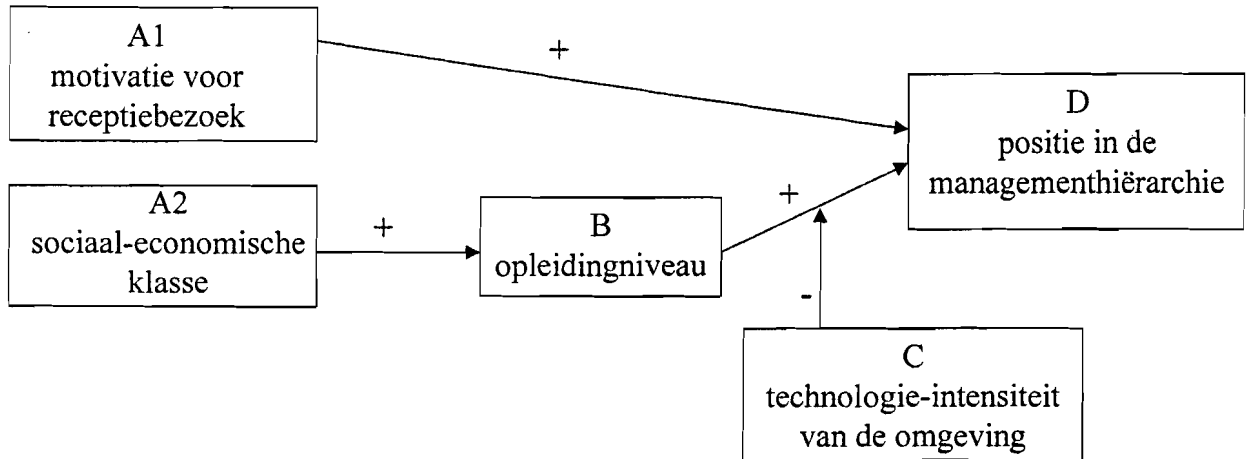 A1
motivatie voor
receptiebezoek
+
D
positie in de
managementhiërarchie
A2
sociaal-economische
klasse
+
B
opleidingniveau
+
-
C
technologie-intensiteit
van de omgeving